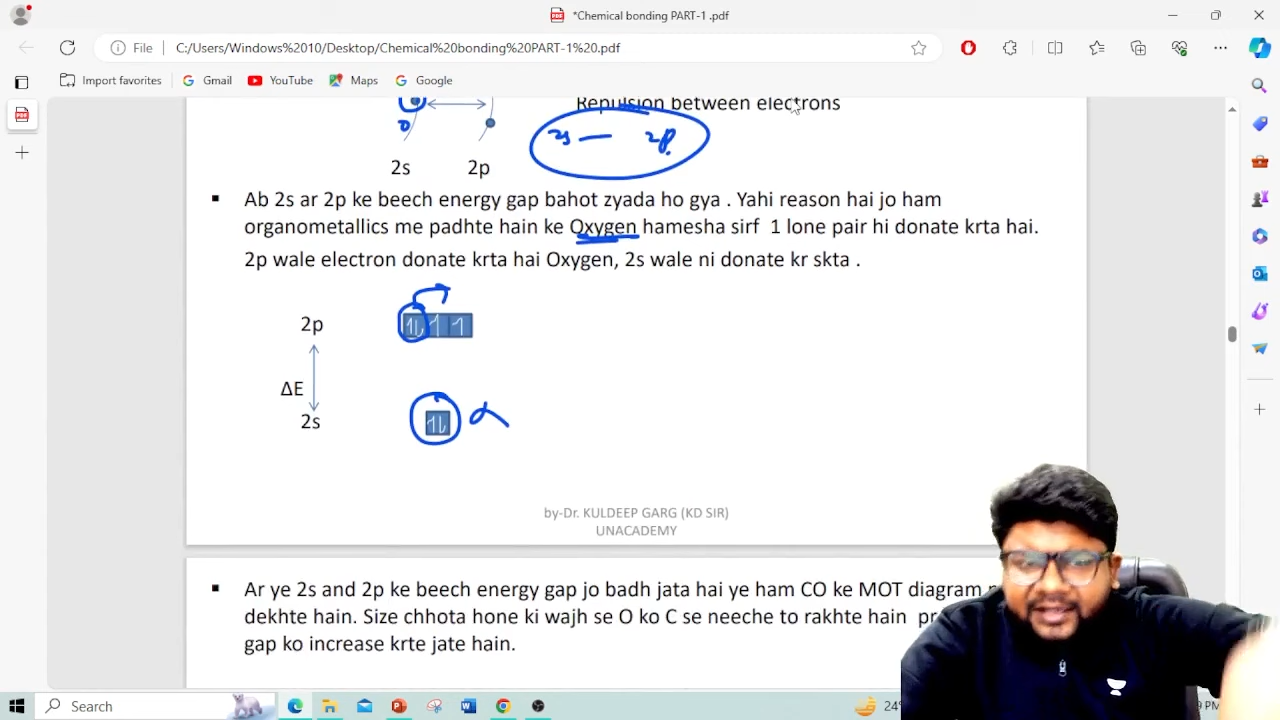 *Chemical bonding PART-1 .pdf
File
C:/Users/Windows%2010/Desktop/Chemical%20bonding%20PART-1%20.pdf
Import favorites
Gmail
YouTube
Maps
Google
Repulsion between electrons
2s — 2p
2s 2p
▪ Ab 2s ar 2p ke beech energy gap bahot zyada ho gya . Yahi reason hai jo ham
organometallics me padhte hain ke Oxygen hamesha sirf 1 lone pair hi donate krta hai.
2p wale electron donate krta hai Oxygen, 2s wale ni donate kr skta .
2p
ΔE
2s
by-Dr. KULDEEP GARG (KD SIR)
UNACADEMY
▪ Ar ye 2s and 2p ke beech energy gap jo badh jata hai ye ham CO ke MOT diagram
dekhte hain. Size chhota hone ki wajh se O ko C se neeche to rakhte hain
gap ko increase krte jate hain.
Search